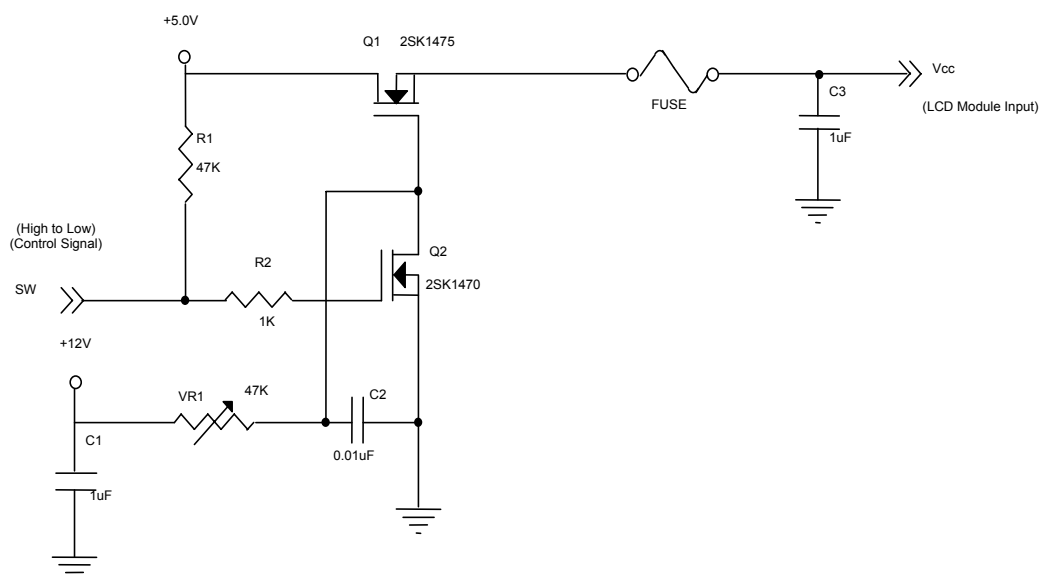 +5.0V
Q1 2SK1475
Vcc
C3
FUSE
(LCD Module Input)
R1
1uF
47K
(High to Low)
(Control Signal)
Q2
R2
2SK1470
SW
1K
+12V
VR1
47K
C2
C1
0.01uF
1uF